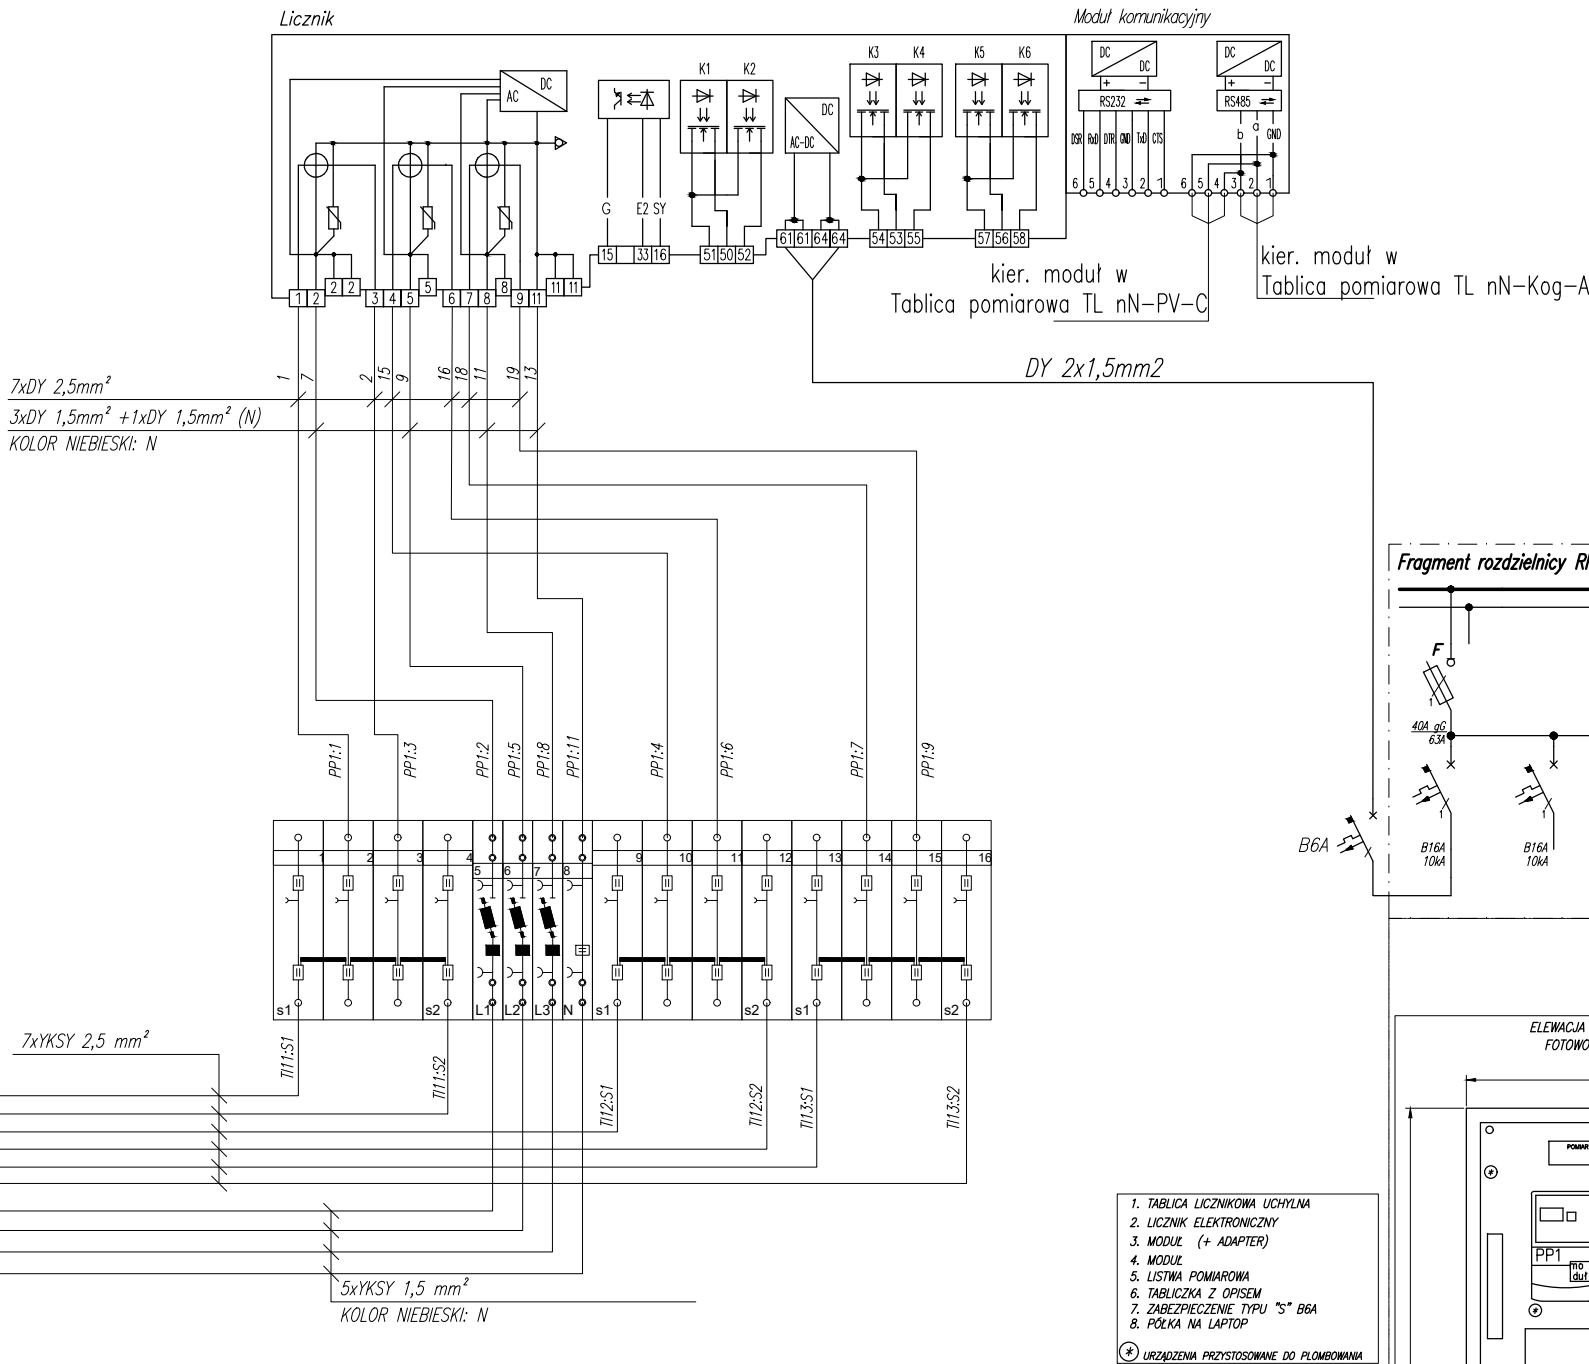 Licznik
Moduł komunikacyjny
K1 K2 K3 K4 K5 K6
AC DC
AC-DC DC
DC DC
DC DC
+ -
+ -
RS232
RS485
DSR RxD DTR GND TxD CTS
b a GND
6 5 4 3 2 1
6 5 4 3 2 1
G E2 SY
15 33 16
51 50 52
61 61 64 64
54 53 55
57 56 58
2 2 5 8 11 11
1 2 3 4 5 6 7 8 9 11
kier. moduł w
Tablica pomiarowa TL nN-PV-C
kier. moduł w
Tablica pomiarowa TL nN-Kog-A
DY 2x1,5mm2
1 7 2 15 9 16 18 11 19 13
7xDY 2,5mm²
3xDY 1,5mm² +1xDY 1,5mm² (N)
KOLOR NIEBIESKI: N
Fragment rozdzielnicy
F
1
40A gG
63A
1
1
B6A
B16A
10kA
B16A
10kA
PP1:1 PP1:3 PP1:2 PP1:5 PP1:8 PP1:11 PP1:4 PP1:6 PP1:7 PP1:9
1 2 3 4 5 6 7 8 9 10 11 12 13 14 15 16
s1 s2 L1 L2 L3 N s1 s2 s1 s2
TI11:S1 TI11:S2 TI12:S1 TI12:S2 TI13:S1 TI13:S2
7xYKSY 2,5 mm²
5xYKSY 1,5 mm²
KOLOR NIEBIESKI: N
ELEWACJA
FOTOWO
POMIAR
PP1
mo
duł
1. TABLICA LICZNIKOWA UCHYLNA
2. LICZNIK ELEKTRONICZNY
3. MODUŁ (+ ADAPTER)
4. MODUŁ
5. LISTWA POMIAROWA
6. TABLICZKA Z OPISEM
7. ZABEZPIECZENIE TYPU "S" B6A
8. PÓŁKA NA LAPTOP
* URZĄDZENIA PRZYSTOSOWANE DO PLOMBOWANIA